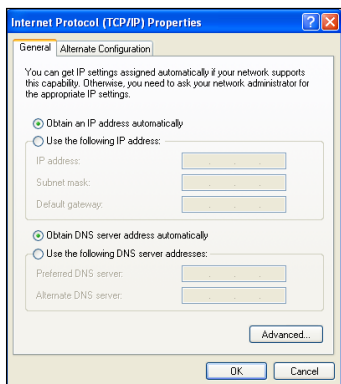 Internet Protocol (TCP/IP) Properties
General
Alternate Configuration
You can get IP settings assigned automatically if your network supports
this capability. Otherwise, you need to ask your network administrator for
the appropriate IP settings.
Obtain an IP address automatically
Use the following IP address:
IP address:
Subnet mask:
Default gateway:
Obtain DNS server address automatically
Use the following DNS server addresses:
Preferred DNS server:
Alternate DNS server:
Advanced...
OK
Cancel